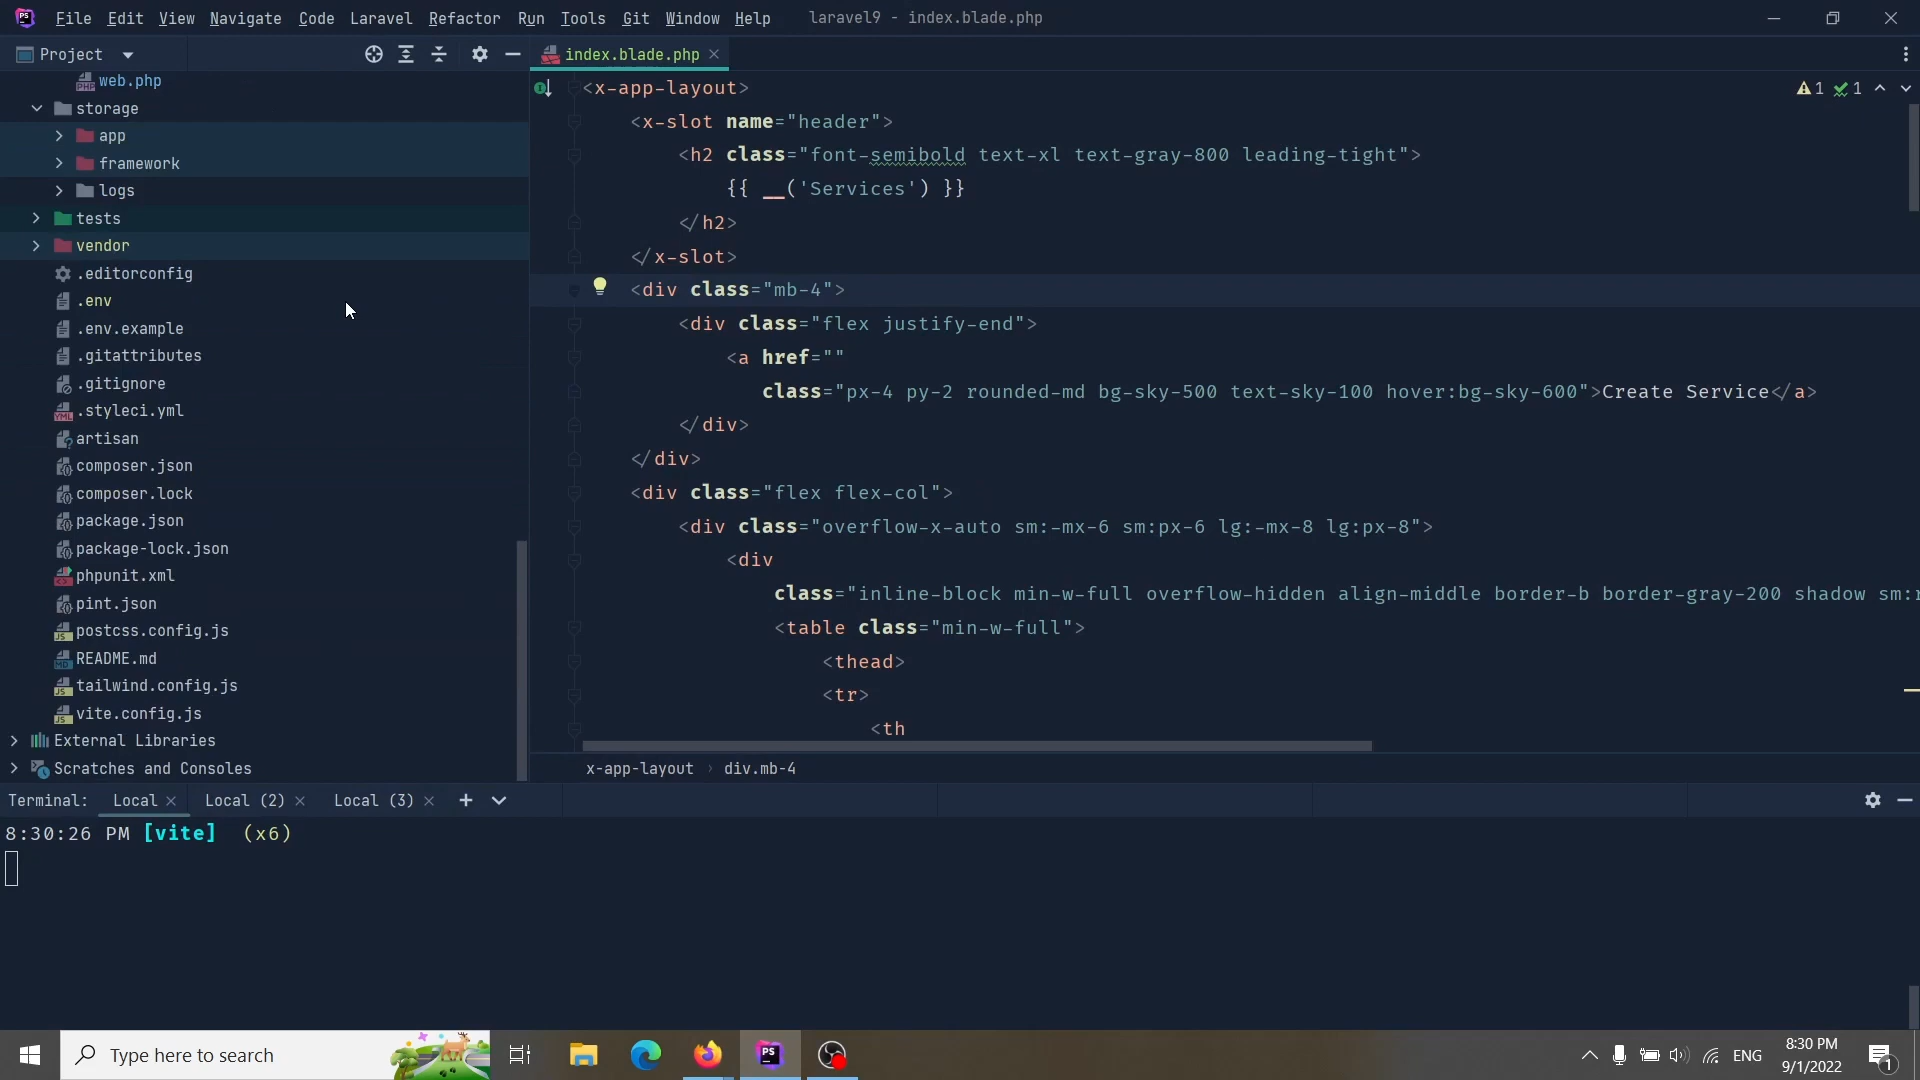 PS File Edit View Navigate Code Laravel Refactor Run Tools Git Window Help laravel9 - index.blade.php
Project
index.blade.php
web.php
storage
app
framework
logs
tests
vendor
.editorconfig
.env
.env.example
.gitattributes
.gitignore
.styleci.yml
artisan
composer.json
composer.lock
package.json
package-lock.json
phpunit.xml
pint.json
postcss.config.js
README.md
tailwind.config.js
vite.config.js
External Libraries
Scratches and Consoles
1 1
<x-app-layout>
<x-slot name="header">
<h2 class="font-semibold text-xl text-gray-800 leading-tight">
{{ __('Services') }}
</h2>
</x-slot>
<div class="mb-4">
<div class="flex justify-end">
<a href=""
class="px-4 py-2 rounded-md bg-sky-500 text-sky-100 hover:bg-sky-600">Create Service</a>
</div>
</div>
<div class="flex flex-col">
<div class="overflow-x-auto sm:-mx-6 sm:px-6 lg:-mx-8 lg:px-8">
<div
class="inline-block min-w-full overflow-hidden align-middle border-b border-gray-200 shadow sm:
<table class="min-w-full">
<thead>
<tr>
<th
x-app-layout › div.mb-4
Terminal: Local Local (2) Local (3)
8:30:26 PM [vite] (x6)
Type here to search
PS
ENG
8:30 PM
9/1/2022
1